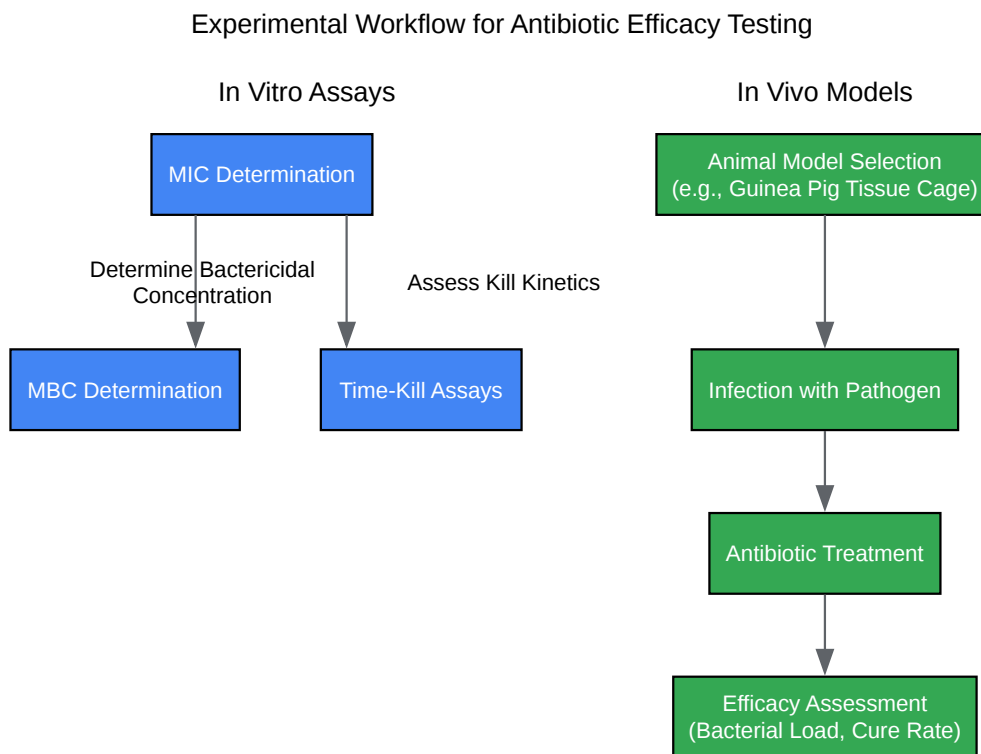 Experimental Workflow for Antibiotic Efficacy Testing
In Vitro Assays
MIC Determination
Determine Bactericidal
Concentration
Assess Kill Kinetics
MBC Determination
Time-Kill Assays
In Vivo Models
Animal Model Selection
(e.g., Guinea Pig Tissue Cage)
Infection with Pathogen
Antibiotic Treatment
Efficacy Assessment
(Bacterial Load, Cure Rate)